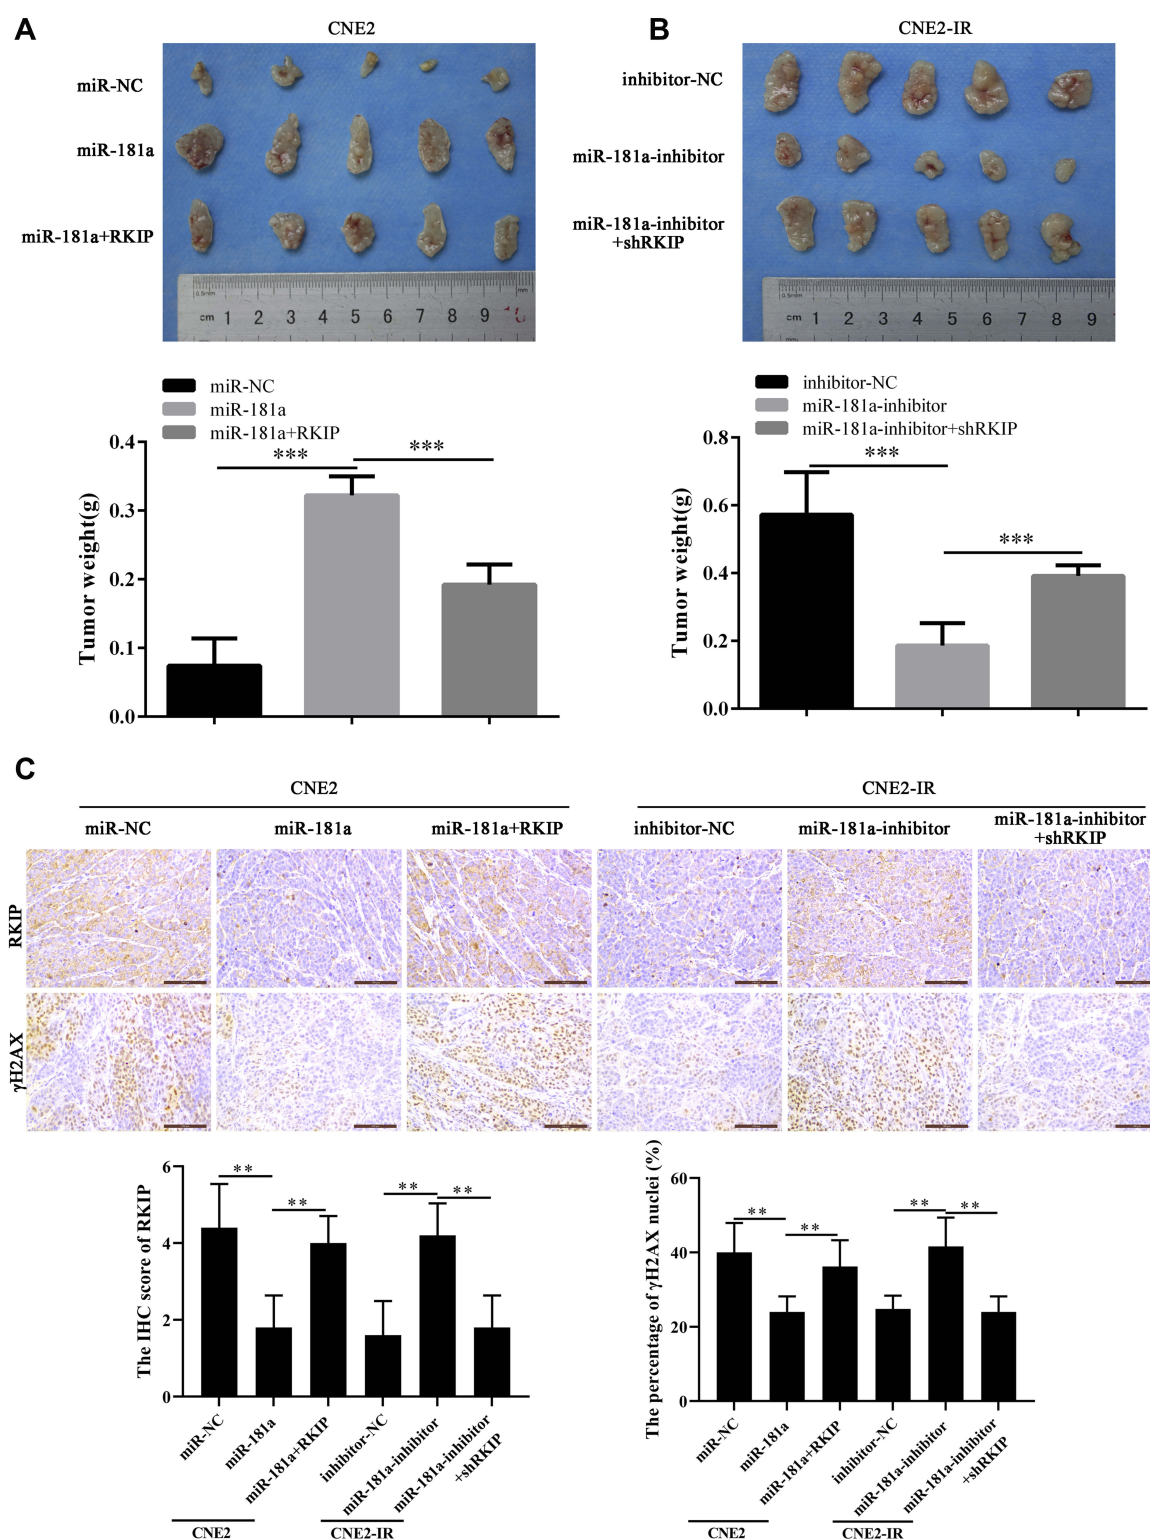 A
CNE2
miR-NC
miR-181a
miR-181a+RKIP
0.5mm
mm
cm 1 2 3 4 5 6 7 8 9 10
miR-NC
miR-181a
miR-181a+RKIP
Tumor weight(g)
0.4
0.3
0.2
0.1
0.0
***
***
B
CNE2-IR
inhibitor-NC
miR-181a-inhibitor
miR-181a-inhibitor
+shRKIP
0.5mm
cm 1 2 3 4 5 6 7 8 9
inhibitor-NC
miR-181a-inhibitor
miR-181a-inhibitor+shRKIP
Tumor weight(g)
0.8
0.6
0.4
0.2
0.0
***
***
C
CNE2
CNE2-IR
miR-NC
miR-181a
miR-181a+RKIP
inhibitor-NC
miR-181a-inhibitor
miR-181a-inhibitor
+shRKIP
RKIP
γH2AX
The IHC score of RKIP
6
4
2
0
**
**
**
**
miR-NC
miR-181a
miR-181a+RKIP
inhibitor-NC
miR-181a-inhibitor
miR-181a-inhibitor
+shRKIP
CNE2
CNE2-IR
The percentage of γH2AX nuclei (%)
60
40
20
0
**
**
**
**
miR-NC
miR-181a
miR-181a+RKIP
inhibitor-NC
miR-181a-inhibitor
miR-181a-inhibitor
+shRKIP
CNE2
CNE2-IR